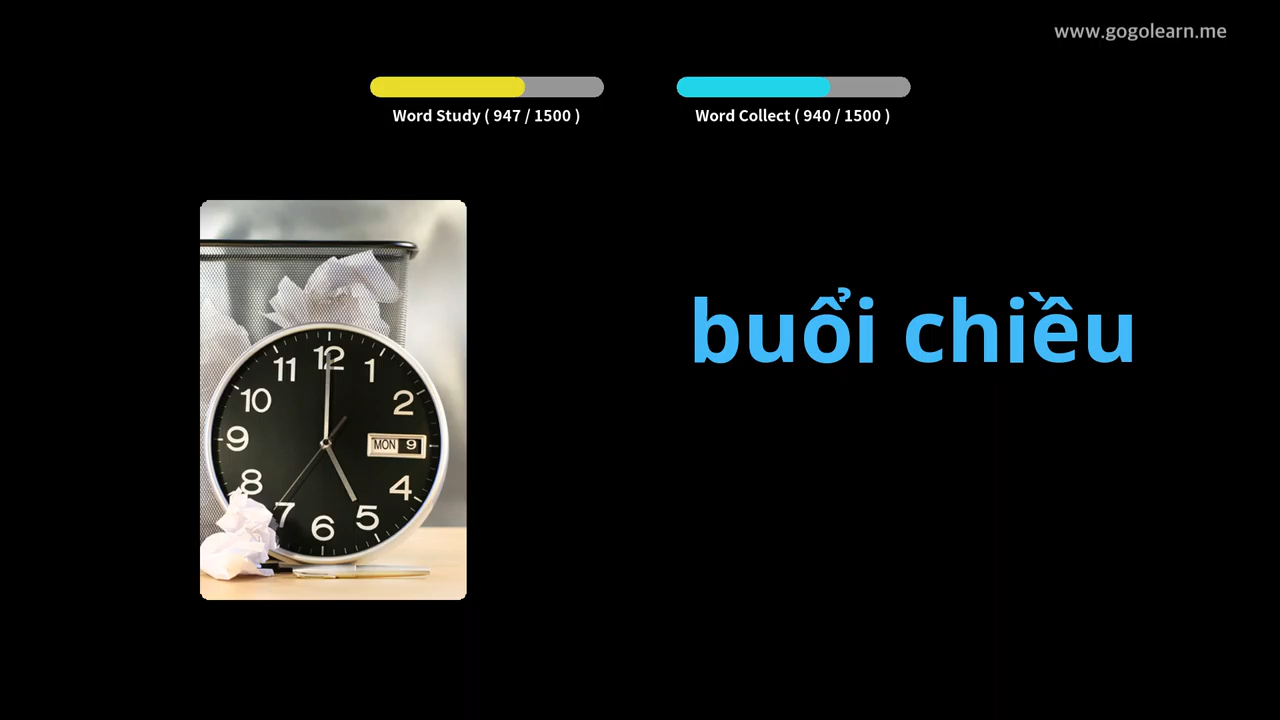 www.gogolearn.me
Word Study ( 947 / 1500 )
Word Collect ( 940 / 1500 )
buổi chiều
12
11
1
10
2
9
MON 9
8
4
7
5
6